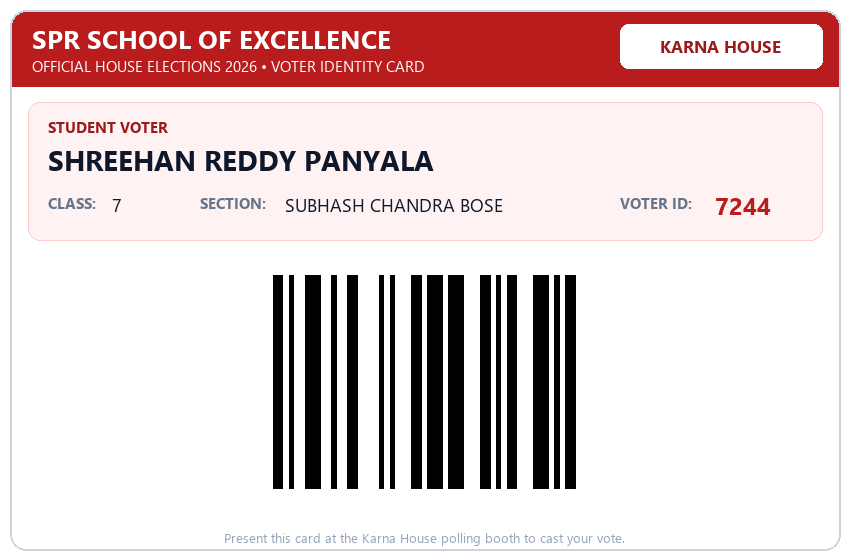 SPR SCHOOL OF EXCELLENCE
OFFICIAL HOUSE ELECTIONS 2026 • VOTER IDENTITY CARD
KARNA HOUSE
STUDENT VOTER
SHREEHAN REDDY PANYALA
CLASS: 7 SECTION: SUBHASH CHANDRA BOSE VOTER ID: 7244
Present this card at the Karna House polling booth to cast your vote.